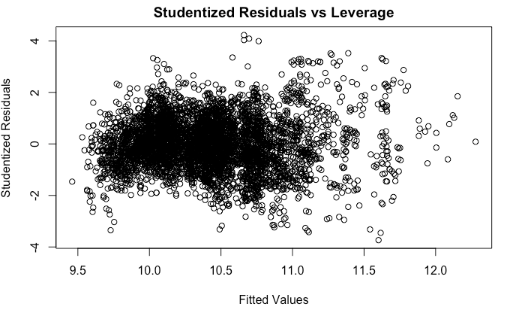 Studentized Residuals vs Leverage
Studentized Residuals
4
2
0
-2
-4
9.5 10.0 10.5 11.0 11.5 12.0
Fitted Values